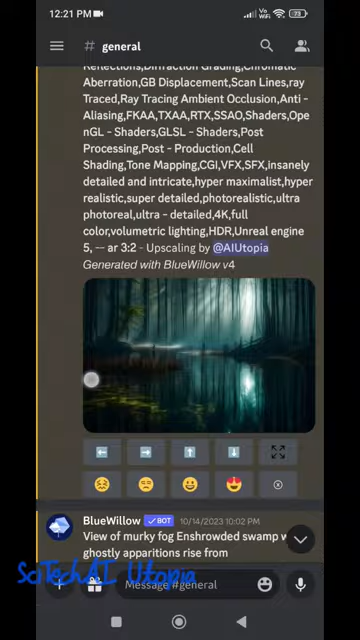 12:21 PM
Vo
WiFi
73
# general
Reflections,Diffraction Grading,Chromatic
Aberration,GB Displacement,Scan Lines,ray
Traced,Ray Tracing Ambient Occlusion,Anti -
Aliasing,FKAA,TXAA,RTX,SSAO,Shaders,Ope
nGL - Shaders,GLSL - Shaders,Post
Processing,Post - Production,Cell
Shading,Tone Mapping,CGI,VFX,SFX,insanely
detailed and intricate,hyper maximalist,hyper
realistic,super detailed,photorealistic,ultra
photoreal,ultra - detailed,4K,full
color,volumetric lighting,HDR,Unreal engine
5, -- ar 3:2 - Upscaling by @AIUtopia
Generated with BlueWillow v4
BlueWillow ✓ BOT 10/14/2023 10:02 PM
View of murky fog Enshrowded swamp w
ghostly apparitions rise from
SciTechAI Utopia
Message #general